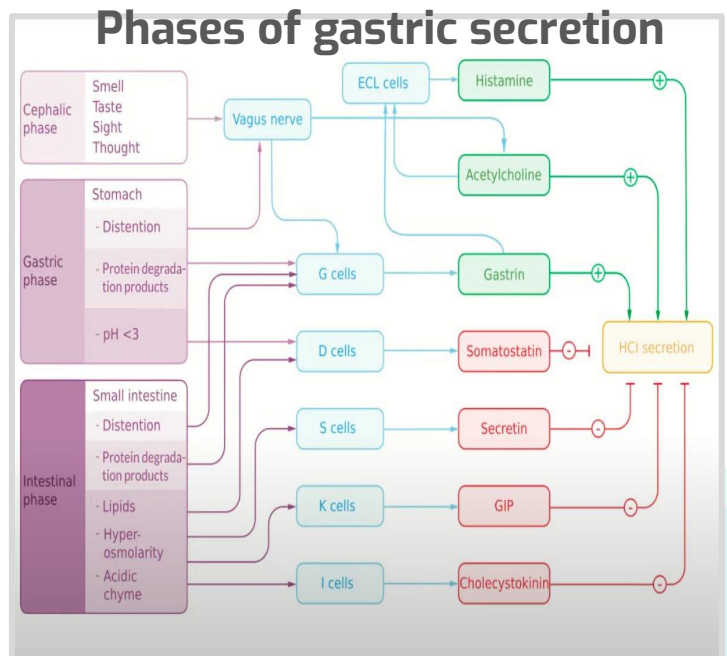 Phases of gastric secretion
Cephalic
phase
Smell
Taste
Sight
Thought
Vagus nerve
ECL cells
Histamine
+
Acetylcholine
+
Gastric
phase
Stomach
- Distention
- Protein degrada-
tion products
- pH <3
G cells
Gastrin
+
D cells
Somatostatin
-
HCl secretion
Intestinal
phase
Small intestine
- Distention
- Protein degrada-
tion products
- Lipids
- Hyper-
osmolarity
- Acidic
chyme
S cells
Secretin
-
K cells
GIP
-
I cells
Cholecystokinin
-